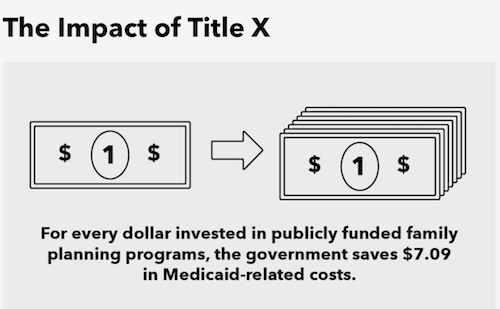 The Impact of Title X
$ 1 $
$ 1 $
For every dollar invested in publicly funded family
planning programs, the government saves $7.09
in Medicaid-related costs.